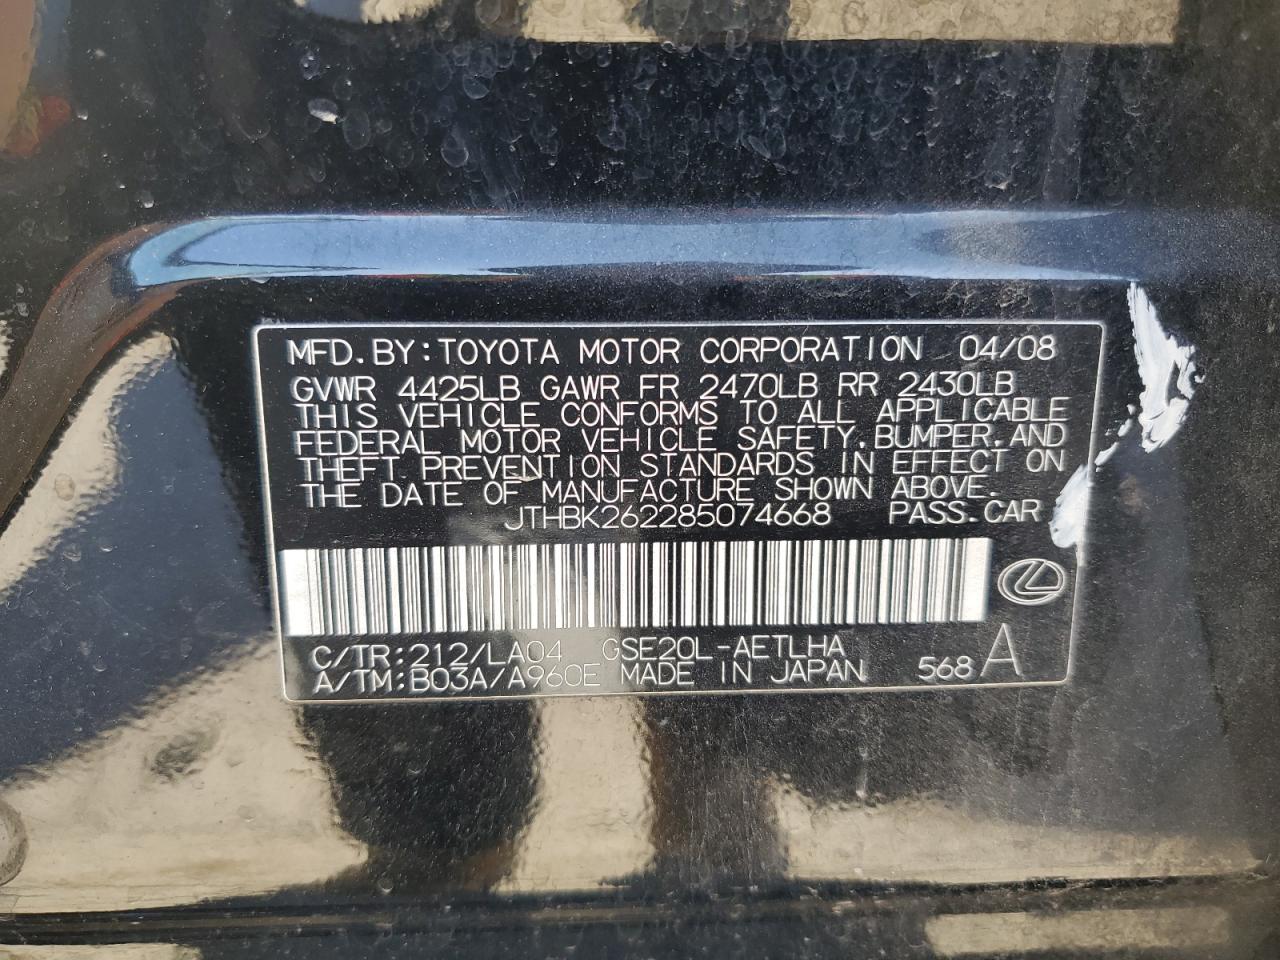 MFD.BY:TOYOTA MOTOR CORPORATION 04/08
GVWR 4425LB GAWR FR 2470LB RR 2430LB
THIS VEHICLE CONFORMS TO ALL APPLICABLE
FEDERAL MOTOR VEHICLE SAFETY,BUMPER,AND
THEFT PREVENTION STANDARDS IN EFFECT ON
THE DATE OF MANUFACTURE SHOWN ABOVE.
JTHBK262285074668 PASS.CAR
C/TR:212/LA04 GSE20L-AETLHA
A/TM:B03A/A960E MADE IN JAPAN 568 A